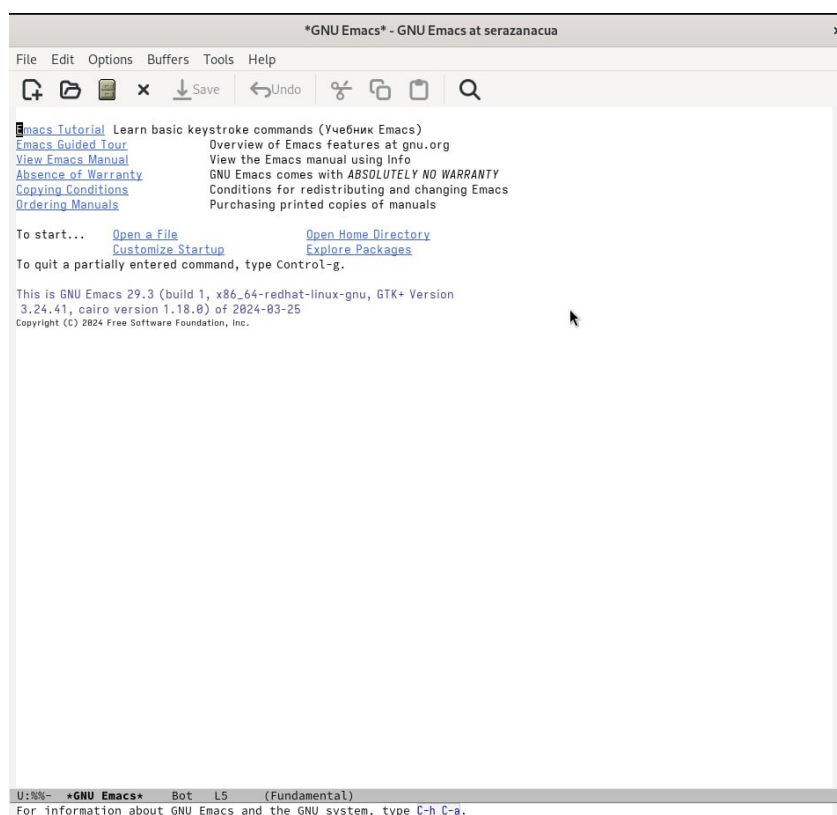 *GNU Emacs* - GNU Emacs at serazanacua
File Edit Options Buffers Tools Help
Save Undo
Emacs Tutorial Learn basic keystroke commands (Учебник Emacs)
Emacs Guided Tour Overview of Emacs features at gnu.org
View Emacs Manual View the Emacs manual using Info
Absence of Warranty GNU Emacs comes with ABSOLUTELY NO WARRANTY
Copying Conditions Conditions for redistributing and changing Emacs
Ordering Manuals Purchasing printed copies of manuals
To start... Open a File Open Home Directory
Customize Startup Explore Packages
To quit a partially entered command, type Control-g.
This is GNU Emacs 29.3 (build 1, x86_64-redhat-linux-gnu, GTK+ Version
3.24.41, cairo version 1.18.0) of 2024-03-25
Copyright (C) 2024 Free Software Foundation, Inc.
U:%%- *GNU Emacs* Bot L5 (Fundamental)
For information about GNU Emacs and the GNU system, type C-h C-a.